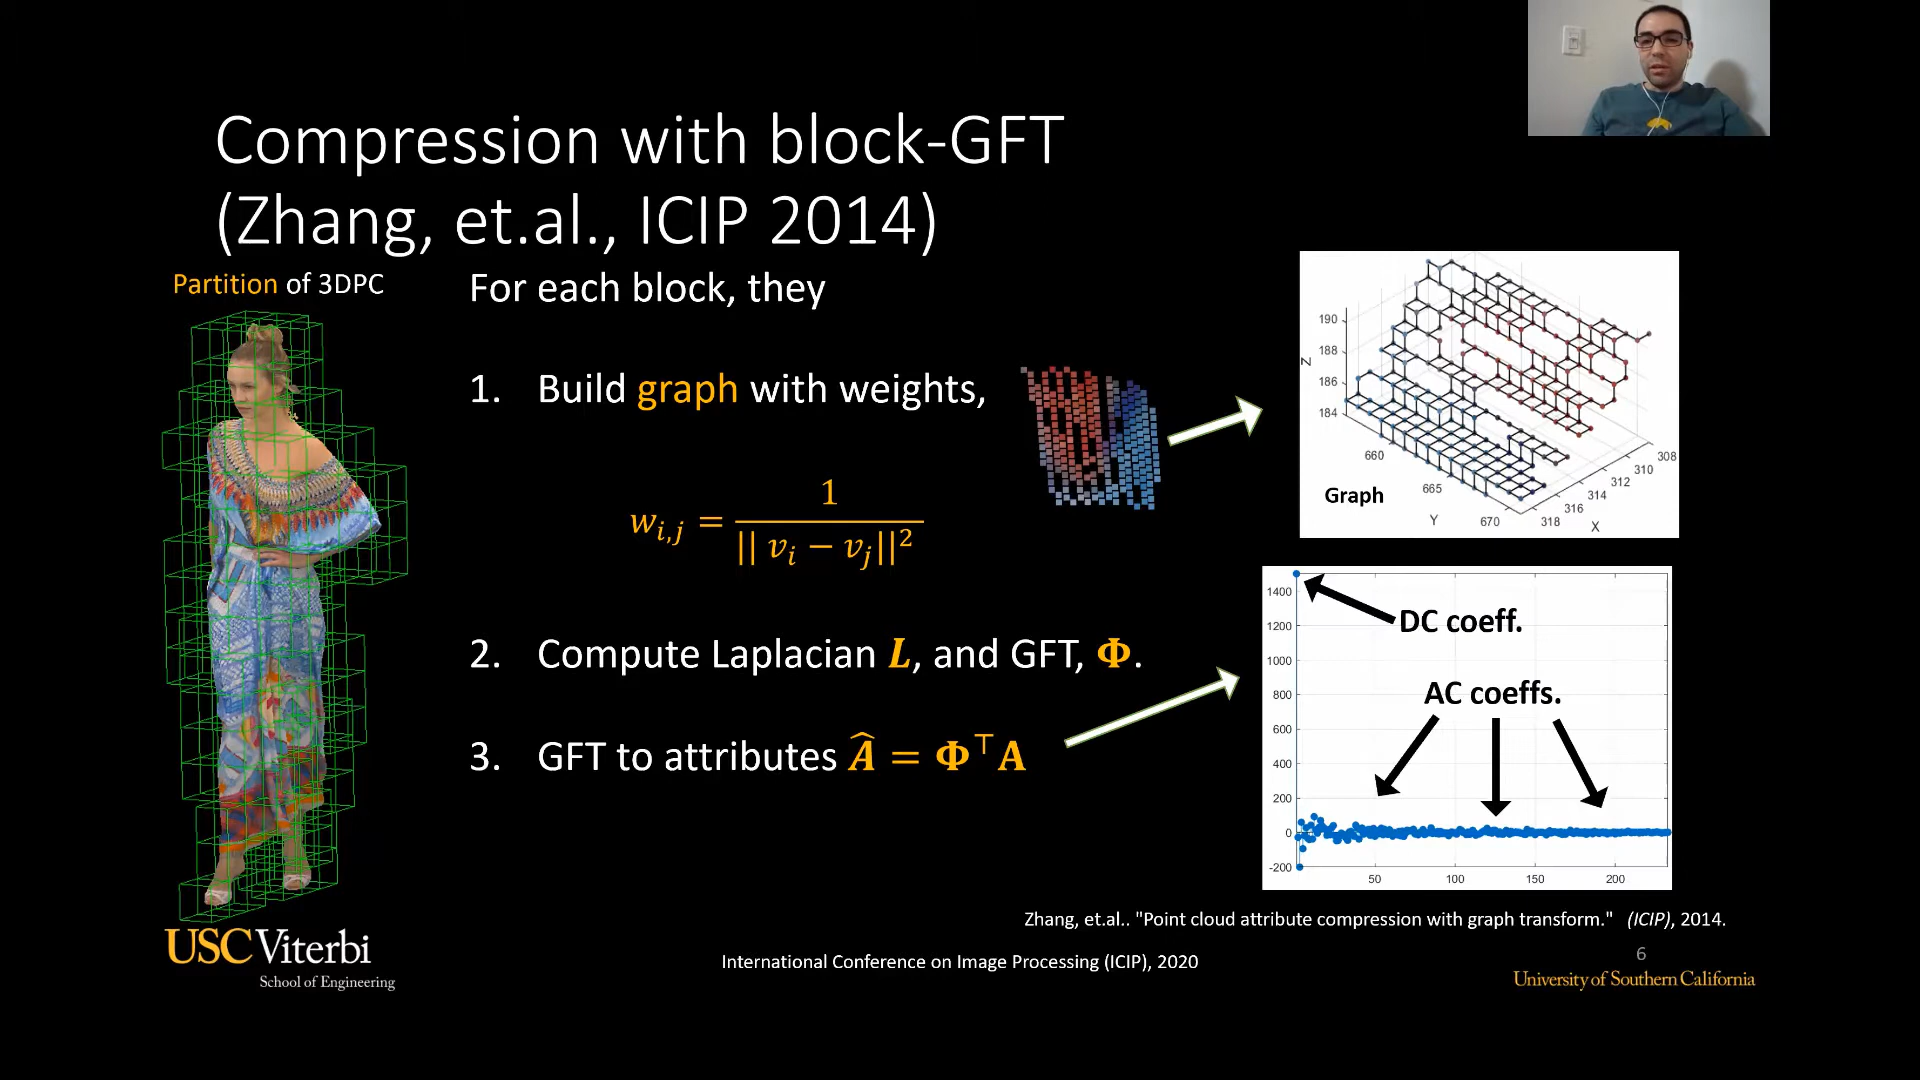 Compression with block-GFT
(Zhang, et.al., ICIP 2014)
Partition of 3DPC
For each block, they
1. Build graph with weights,
w_{i,j} = 1 / || v_i − v_j||²
2. Compute Laplacian L, and GFT, Φ.
3. GFT to attributes Â = Φ^⊤A
190
188
186
184
Z
660
665
670
Y
318
316
314
312
310
308
X
Graph
1400
1200
1000
800
600
400
200
0
-200
50
100
150
200
DC coeff.
AC coeffs.
Zhang, et.al.. "Point cloud attribute compression with graph transform." (ICIP), 2014.
USC Viterbi
School of Engineering
International Conference on Image Processing (ICIP), 2020
6
University of Southern California